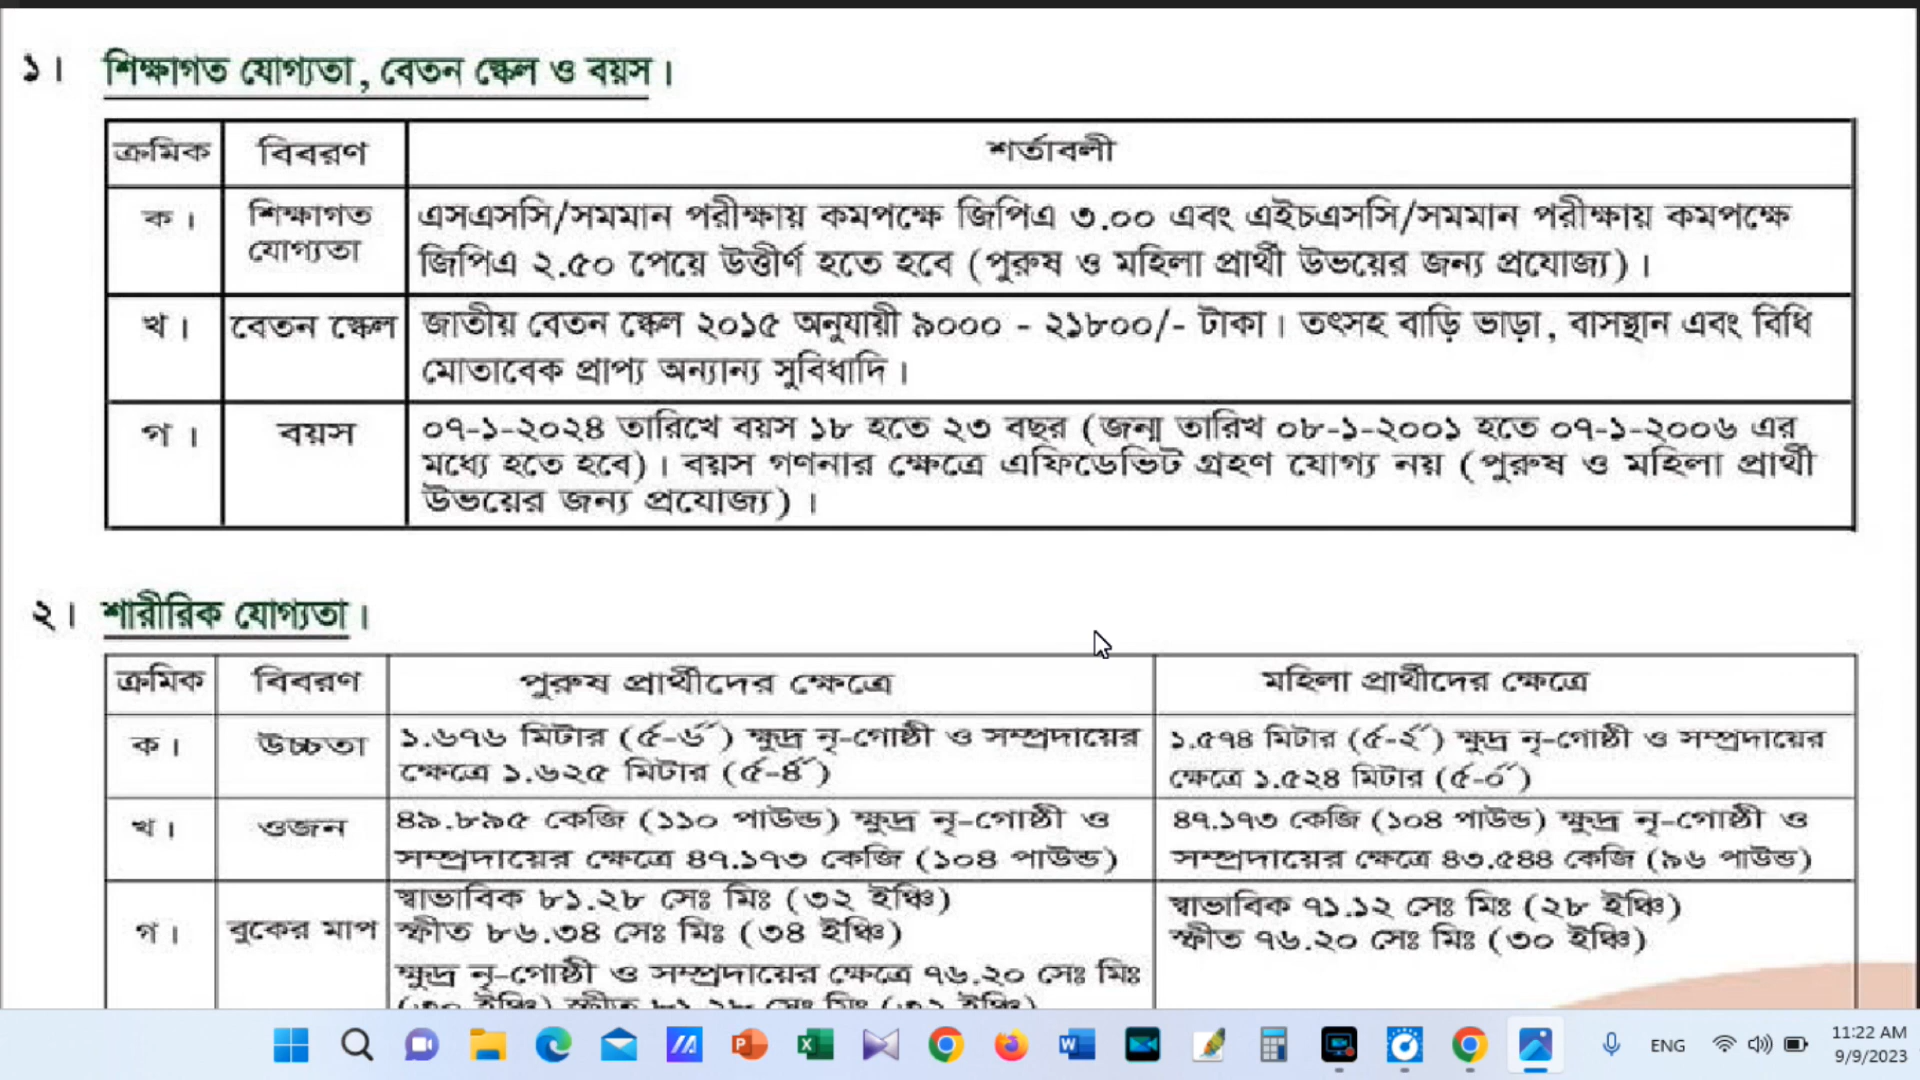 ১। শিক্ষাগত যোগ্যতা, বেতন স্কেল ও বয়স।
ক্রমিক বিবরণ শর্তাবলী
ক। শিক্ষাগত যোগ্যতা এসএসসি/সমমান পরীক্ষায় কমপক্ষে জিপিএ ৩.০০ এবং এইচএসসি/সমমান পরীক্ষায় কমপক্ষে
জিপিএ ২.৫০ পেয়ে উত্তীর্ণ হতে হবে (পুরুষ ও মহিলা প্রার্থী উভয়ের জন্য প্রযোজ্য)।
খ। বেতন স্কেল জাতীয় বেতন স্কেল ২০১৫ অনুযায়ী ৯০০০ - ২১৮০০/- টাকা। তৎসহ বাড়ি ভাড়া, বাসস্থান এবং বিধি
মোতাবেক প্রাপ্য অন্যান্য সুবিধাদি।
গ। বয়স ০৭-১-২০২৪ তারিখে বয়স ১৮ হতে ২৩ বছর (জন্ম তারিখ ০৮-১-২০০১ হতে ০৭-১-২০০৬ এর
মধ্যে হতে হবে)। বয়স গণনার ক্ষেত্রে এফিডেভিট গ্রহণ যোগ্য নয় (পুরুষ ও মহিলা প্রার্থী
উভয়ের জন্য প্রযোজ্য)।
২। শারীরিক যোগ্যতা।
ক্রমিক বিবরণ পুরুষ প্রার্থীদের ক্ষেত্রে মহিলা প্রার্থীদের ক্ষেত্রে
ক। উচ্চতা ১.৬৭৬ মিটার (৫'-৬") ক্ষুদ্র নৃ-গোষ্ঠী ও সম্প্রদায়ের
ক্ষেত্রে ১.৬২৫ মিটার (৫'-৪")
১.৫৭৪ মিটার (৫'-২") ক্ষুদ্র নৃ-গোষ্ঠী ও সম্প্রদায়ের
ক্ষেত্রে ১.৫২৪ মিটার (৫'-০")
খ। ওজন ৪৯.৮৯৫ কেজি (১১০ পাউন্ড) ক্ষুদ্র নৃ-গোষ্ঠী ও
সম্প্রদায়ের ক্ষেত্রে ৪৭.১৭৩ কেজি (১০৪ পাউন্ড)
৪৭.১৭৩ কেজি (১০৪ পাউন্ড) ক্ষুদ্র নৃ-গোষ্ঠী ও
সম্প্রদায়ের ক্ষেত্রে ৪৩.৫৪৪ কেজি (৯৬ পাউন্ড)
গ। বুকের মাপ স্বাভাবিক ৮১.২৮ সেঃ মিঃ (৩২ ইঞ্চি)
স্ফীত ৮৬.৩৪ সেঃ মিঃ (৩৪ ইঞ্চি)
ক্ষুদ্র নৃ-গোষ্ঠী ও সম্প্রদায়ের ক্ষেত্রে ৭৬.২০ সেঃ মিঃ
(৩০ ইঞ্চি) স্ফীত ৮১.২৮ সেঃ মিঃ (৩২ ইঞ্চি)
স্বাভাবিক ৭১.১২ সেঃ মিঃ (২৮ ইঞ্চি)
স্ফীত ৭৬.২০ সেঃ মিঃ (৩০ ইঞ্চি)
ENG
11:22 AM
9/9/2023